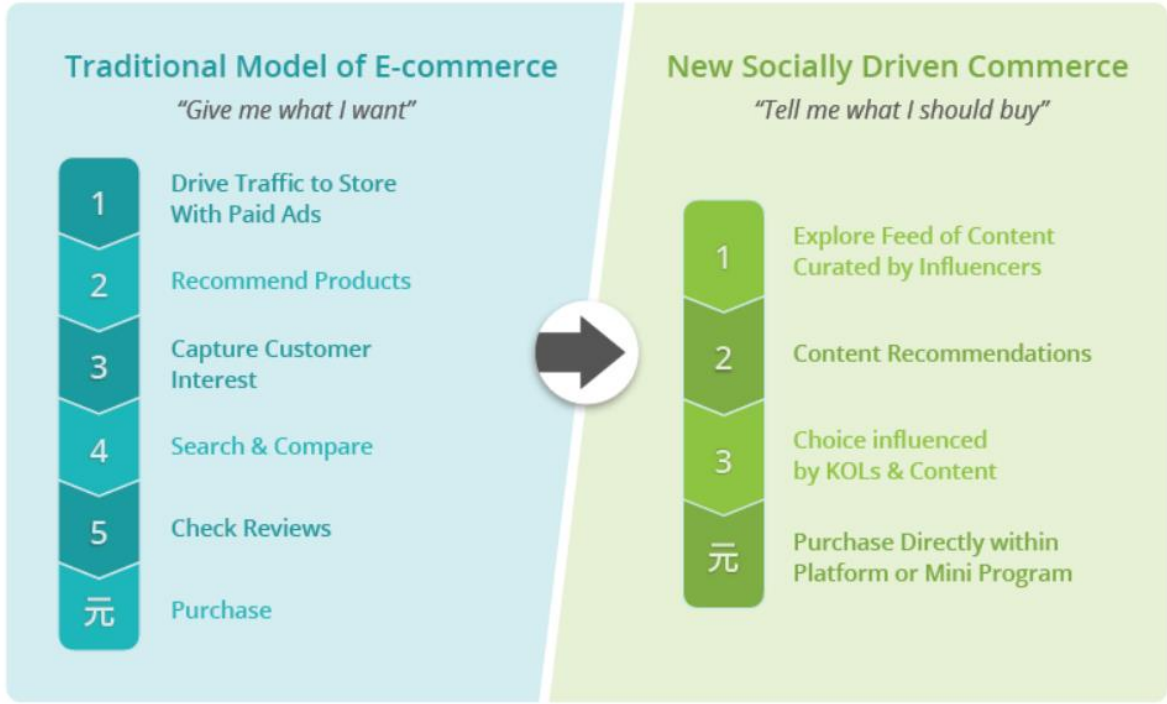 Traditional Model of E-commerce
“Give me what I want”
1
Drive Traffic to Store
With Paid Ads
2
Recommend Products
3
Capture Customer
Interest
4
Search & Compare
5
Check Reviews
元
Purchase
New Socially Driven Commerce
“Tell me what I should buy”
1
Explore Feed of Content
Curated by Influencers
2
Content Recommendations
3
Choice influenced
by KOLs & Content
元
Purchase Directly within
Platform or Mini Program